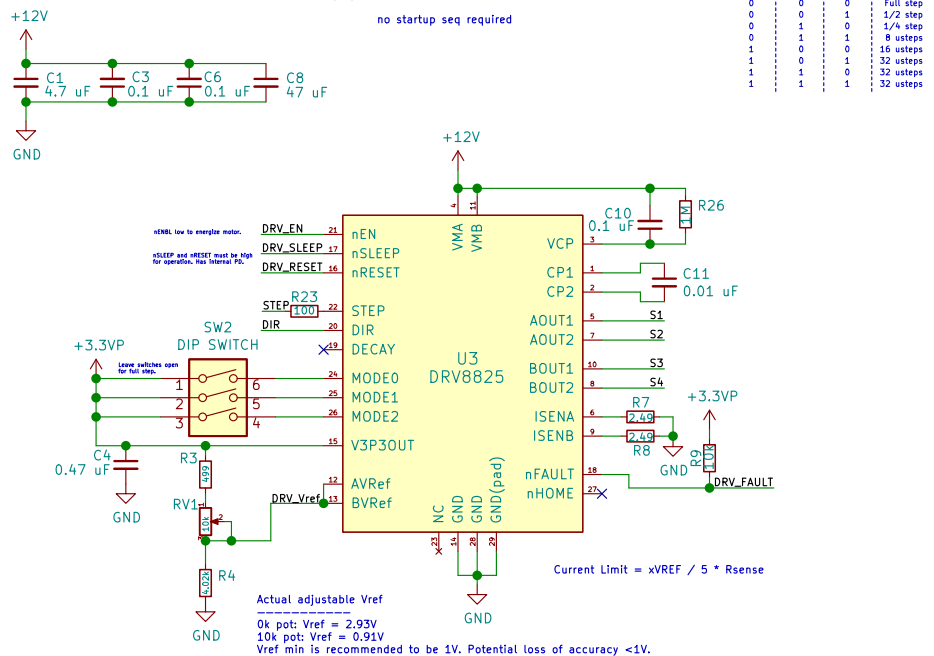 +12V
no startup seq required
0 0 0 Full step
0 0 1 1/2 step
0 1 0 1/4 step
0 1 1 8 usteps
1 0 0 16 usteps
1 0 1 32 usteps
1 1 0 32 usteps
1 1 1 32 usteps
C1
4.7 uF
C3
0.1 uF
C6
0.1 uF
C8
47 uF
GND
+12V
4
11
VMA
VMB
C10
0.1 uF
1M
R26
nENBL low to energize motor.
DRV_EN
21
nEN
nSLEEP and nRESET must be high
for operation. Has internal PD.
DRV_SLEEP
17
nSLEEP
DRV_RESET
16
nRESET
VCP
3
CP1
1
CP2
2
C11
0.01 uF
STEP
R23
100
22
STEP
DIR
20
DIR
19
DECAY
AOUT1
5
S1
AOUT2
7
S2
SW2
DIP SWITCH
+3.3VP
Leave switches open
for full step.
1
6
2
5
3
4
24
MODE0
25
MODE1
26
MODE2
U3
DRV8825
BOUT1
10
S3
BOUT2
8
S4
ISENA
6
R7
2.49
ISENB
9
2.49
R8
GND
+3.3VP
R9
10k
15
V3P3OUT
C4
0.47 uF
GND
R3
499
12
AVRef
DRV_Vref
13
BVRef
nFAULT
18
DRV_FAULT
nHOME
27
RV1
1
10k
2
3
NC
GND
GND
GND(pad)
23
14
28
29
GND
R4
4.02k
GND
Current Limit = xVREF / 5 * Rsense
Actual adjustable Vref
-----------
0k pot: Vref = 2.93V
10k pot: Vref = 0.91V
Vref min is recommended to be 1V. Potential loss of accuracy <1V.